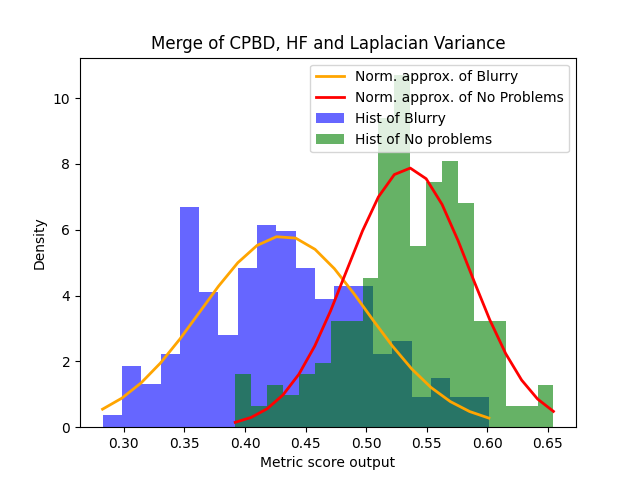 Merge of CPBD, HF and Laplacian Variance
Norm. approx. of Blurry
Norm. approx. of No Problems
Hist of Blurry
Hist of No problems
Density
10
8
6
4
2
0
0.30 0.35 0.40 0.45 0.50 0.55 0.60 0.65
Metric score output